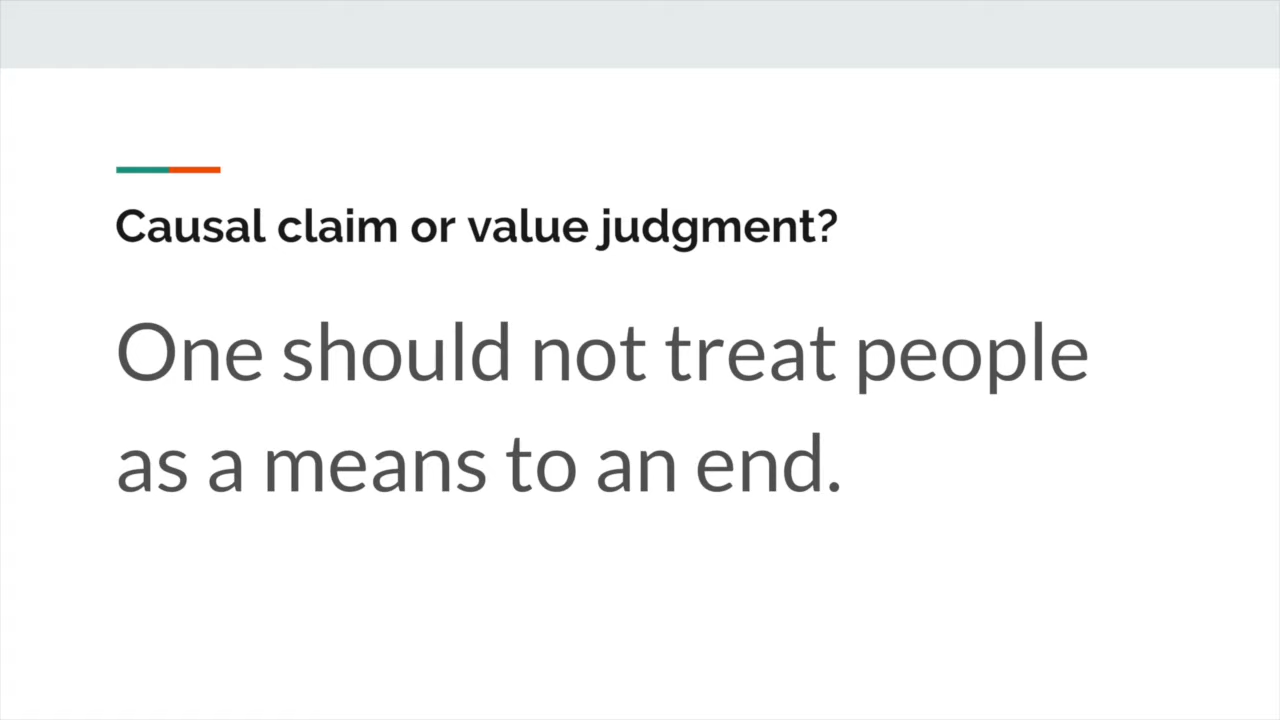 Causal claim or value judgment?
One should not treat people
as a means to an end.